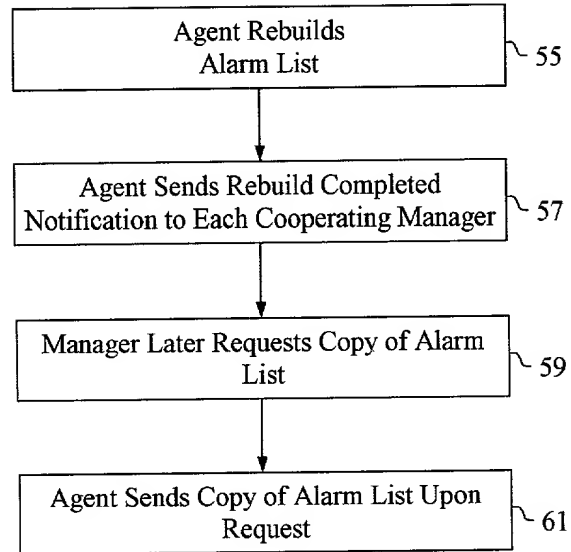 Agent Rebuilds
Alarm List
55
Agent Sends Rebuild Completed
Notification to Each Cooperating Manager
57
Manager Later Requests Copy of Alarm
List
59
Agent Sends Copy of Alarm List Upon
Request
61